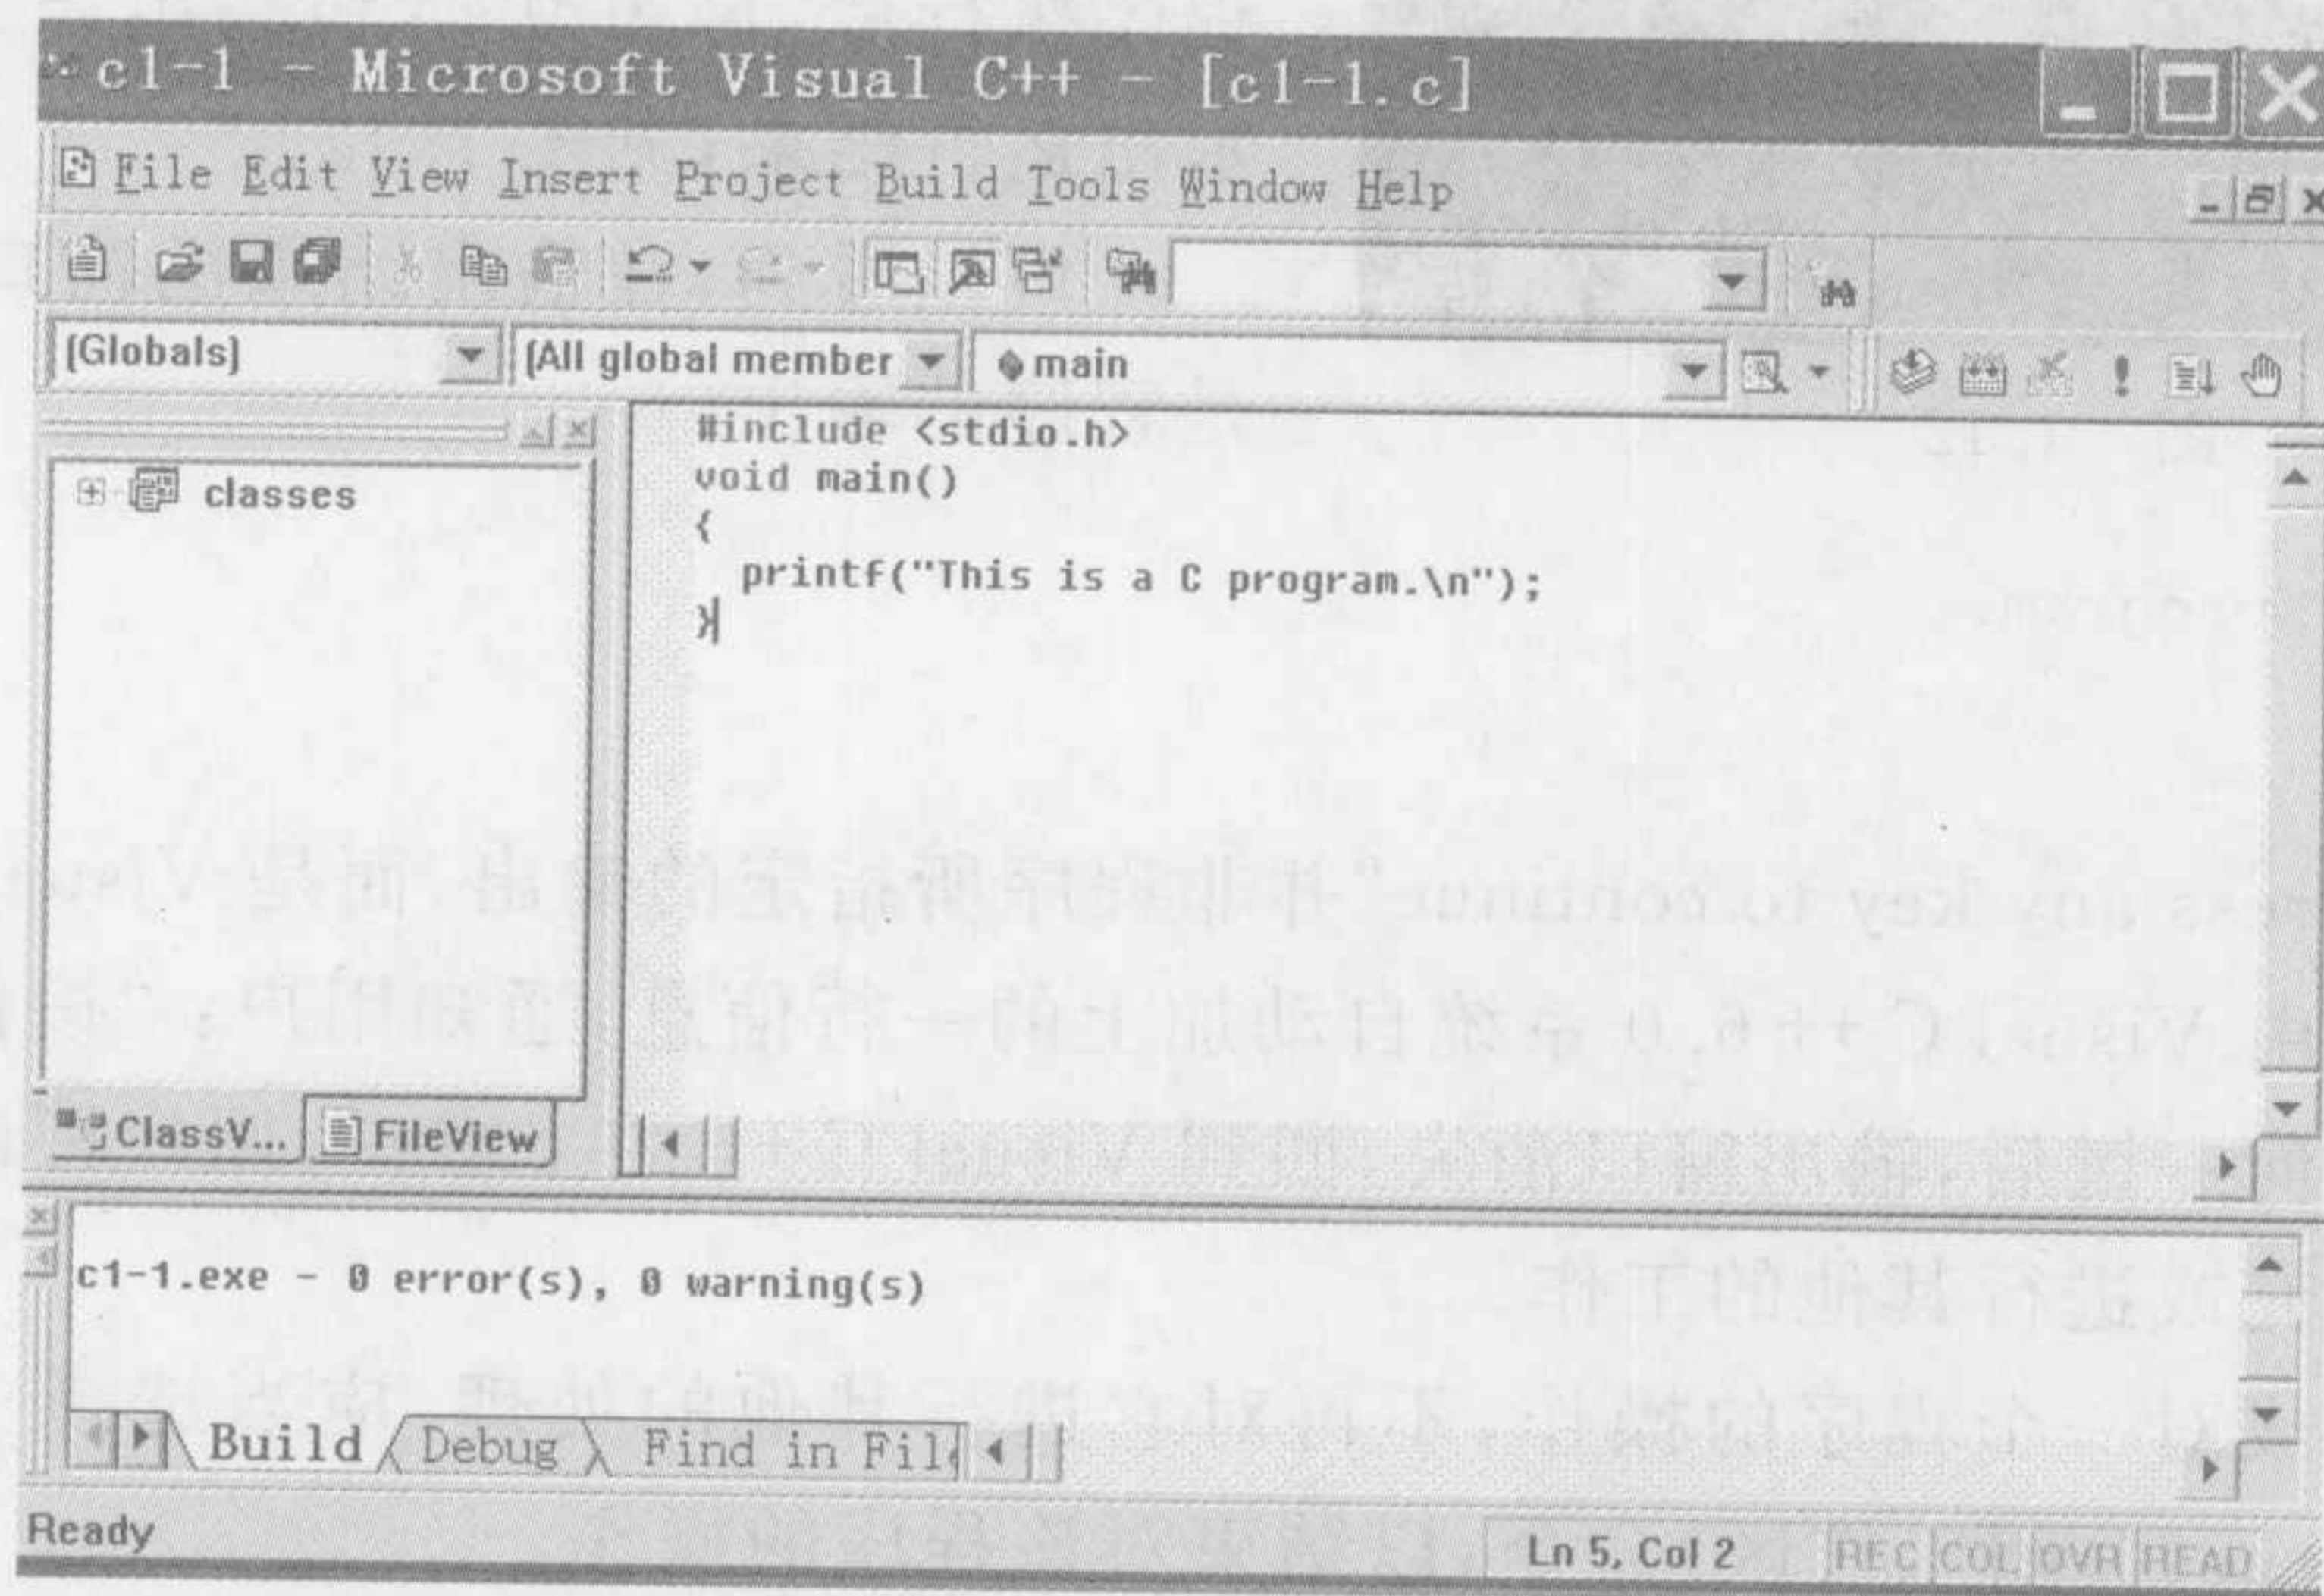 c1-1 - Microsoft Visual C++ - [c1-1.c]
File Edit View Insert Project Build Tools Window Help
(Globals) (All global member main
classes
#include <stdio.h>
void main()
{
printf("This is a C program.\n");
}
ClassV... FileView
c1-1.exe - 0 error(s), 0 warning(s)
Build Debug Find in Fil
Ready Ln 5, Col 2 REC COL OVR READ